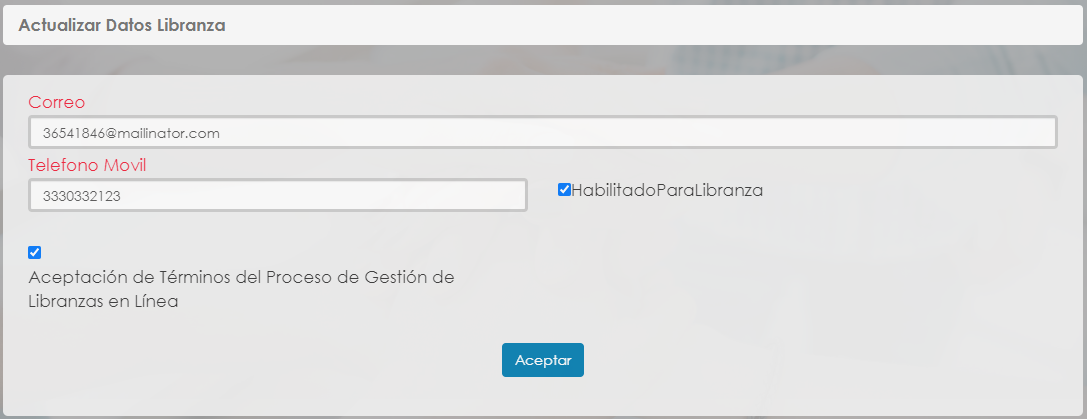 Actualizar Datos Libranza
Correo
36541846@mailinator.com
Telefono Movil
3330332123
HabilitadoParaLibranza
Aceptación de Términos del Proceso de Gestión de
Libranzas en Línea
Aceptar